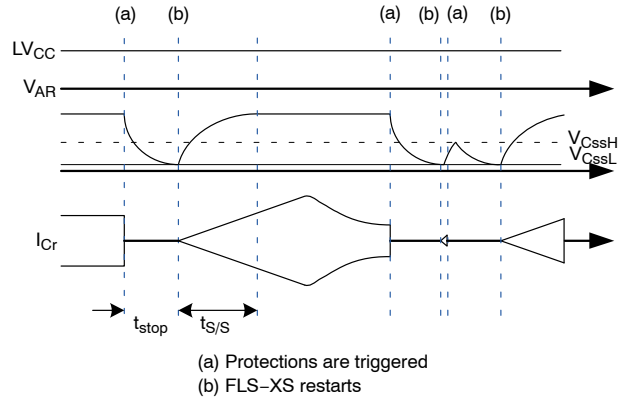 (a) (b) (a) (b) (a) (b)
LVCC
VAR
VCssH
VCssL
ICr
tstop tS/S
(a) Protections are triggered
(b) FLS−XS restarts